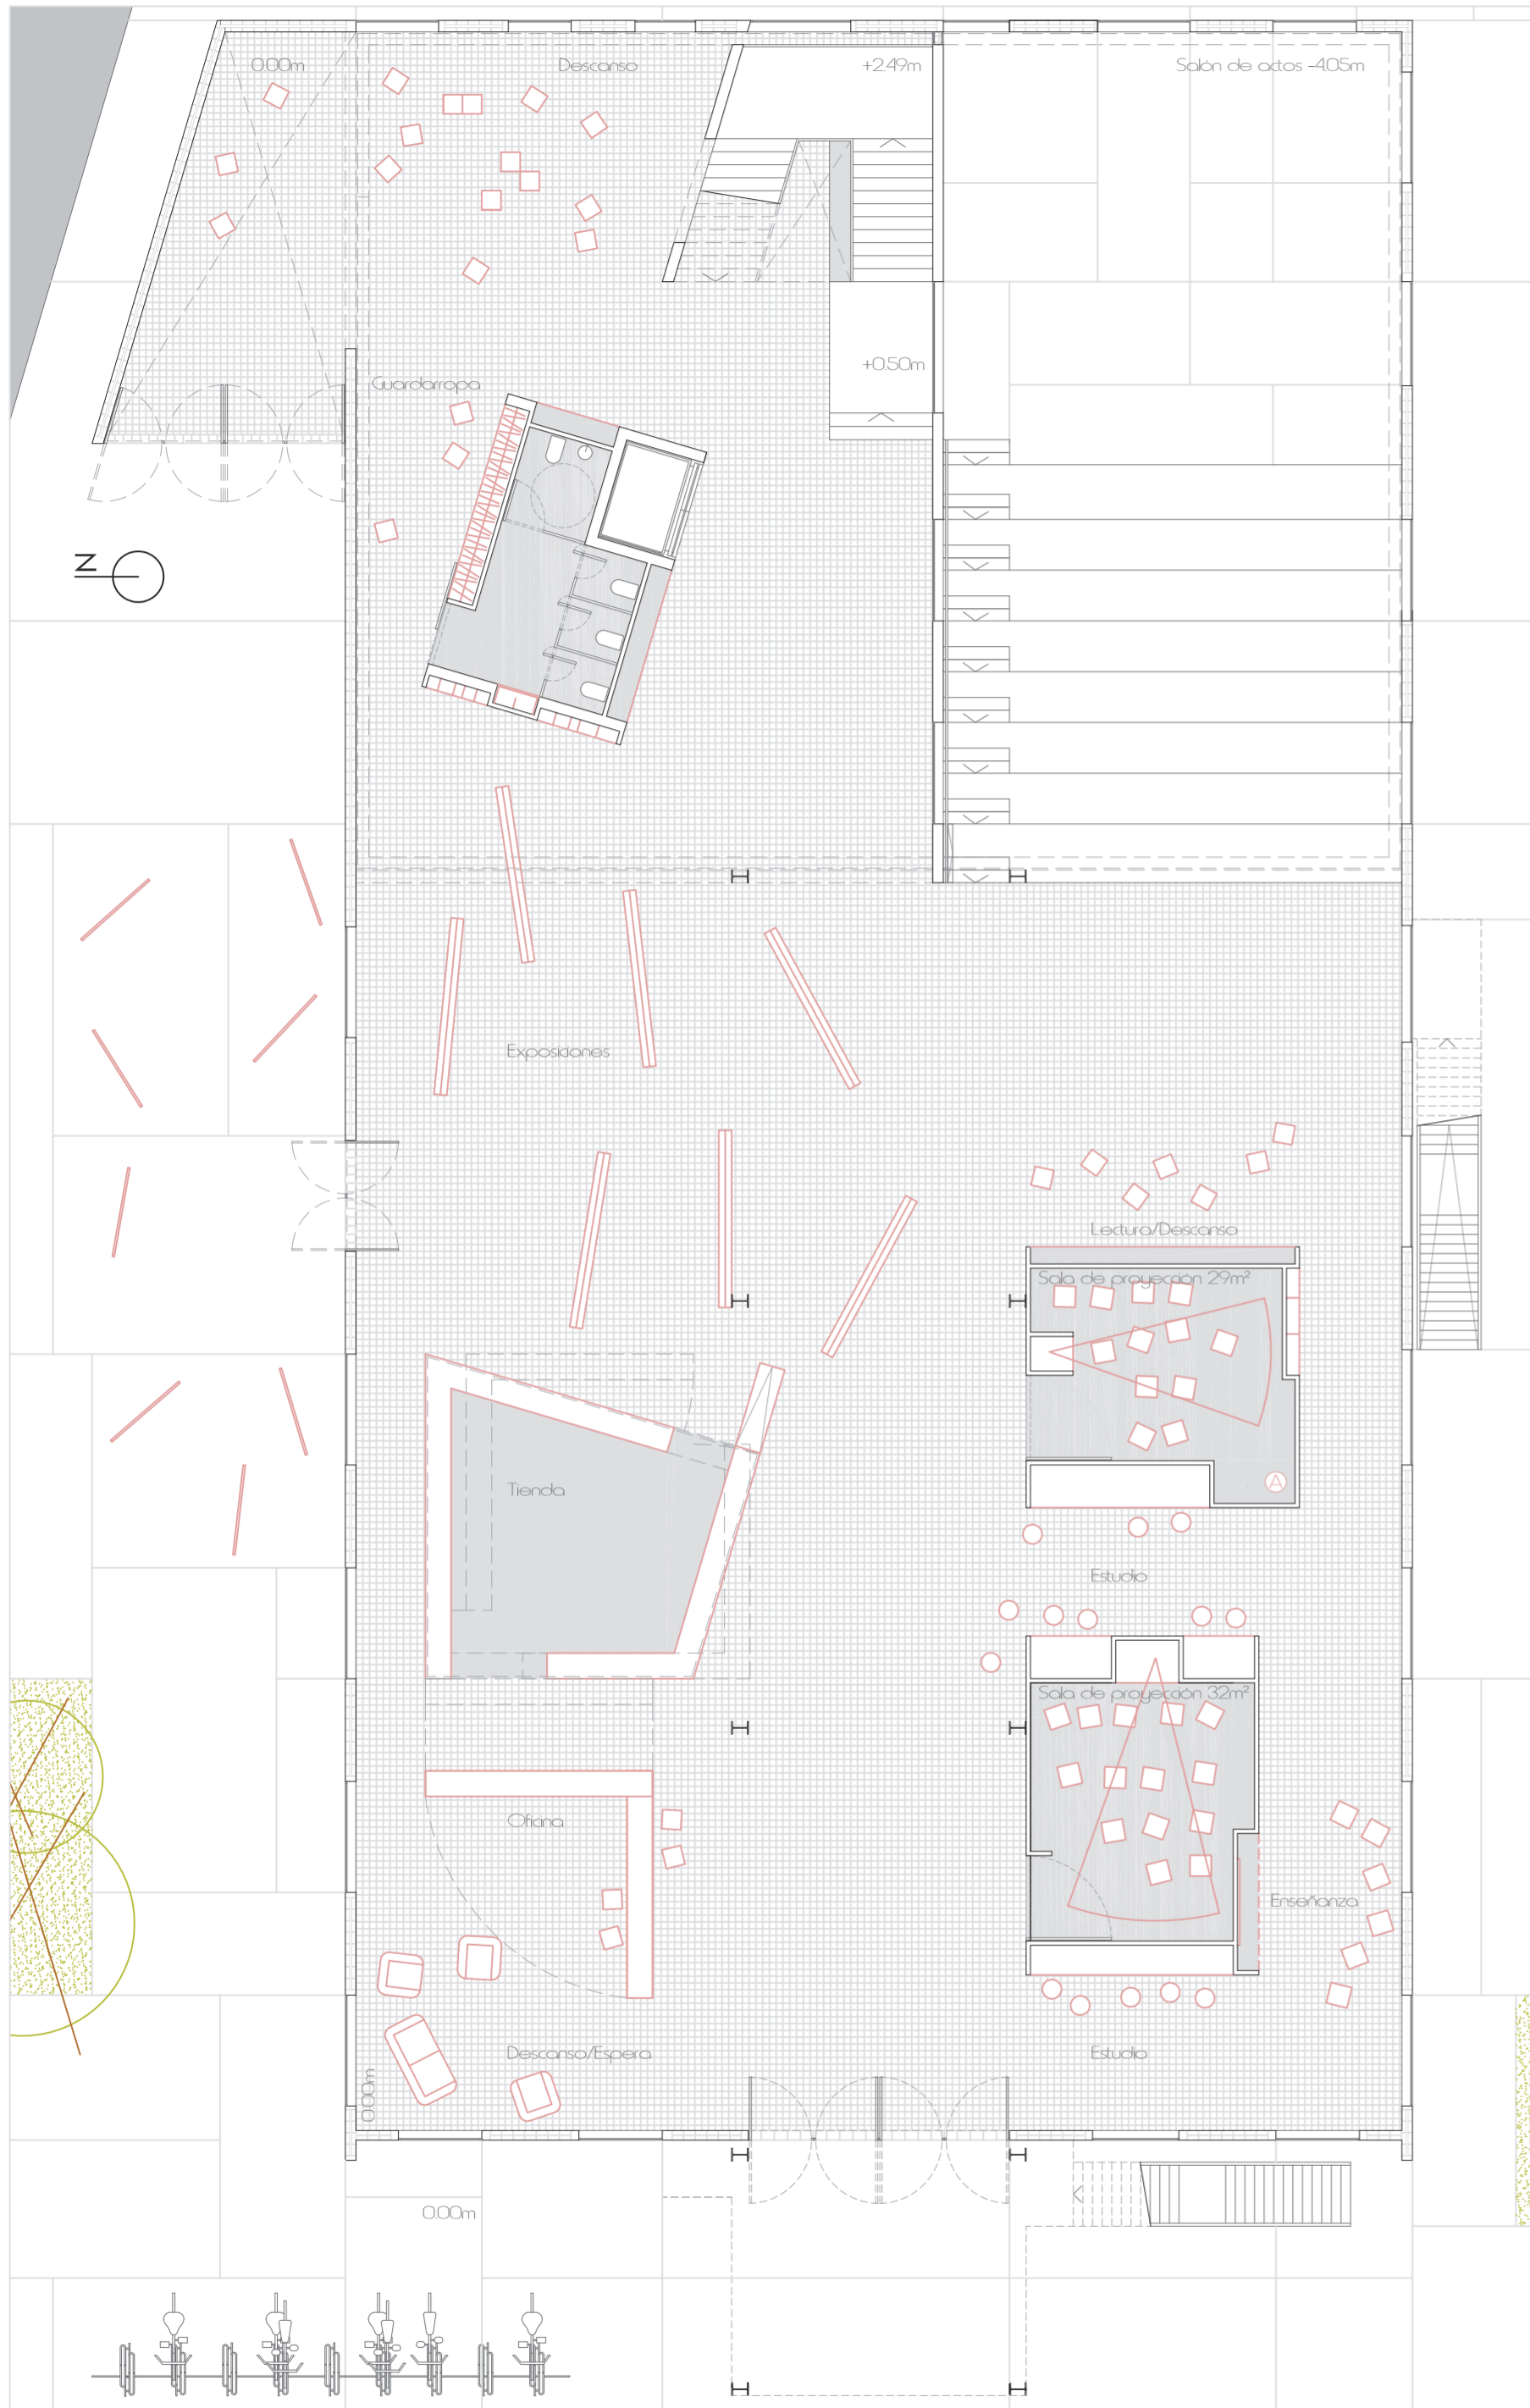 0.00m
Descanso
+2.49m
Salón de actos -4.05m
+0.50m
Guardarropa
N
Exposiciones
Lectura/Descanso
Sala de proyección 29m²
A
Tienda
Estudio
Sala de proyección 32m²
Oficina
Enseñanza
Descanso/Espera
Estudio
0.00m
0.00m